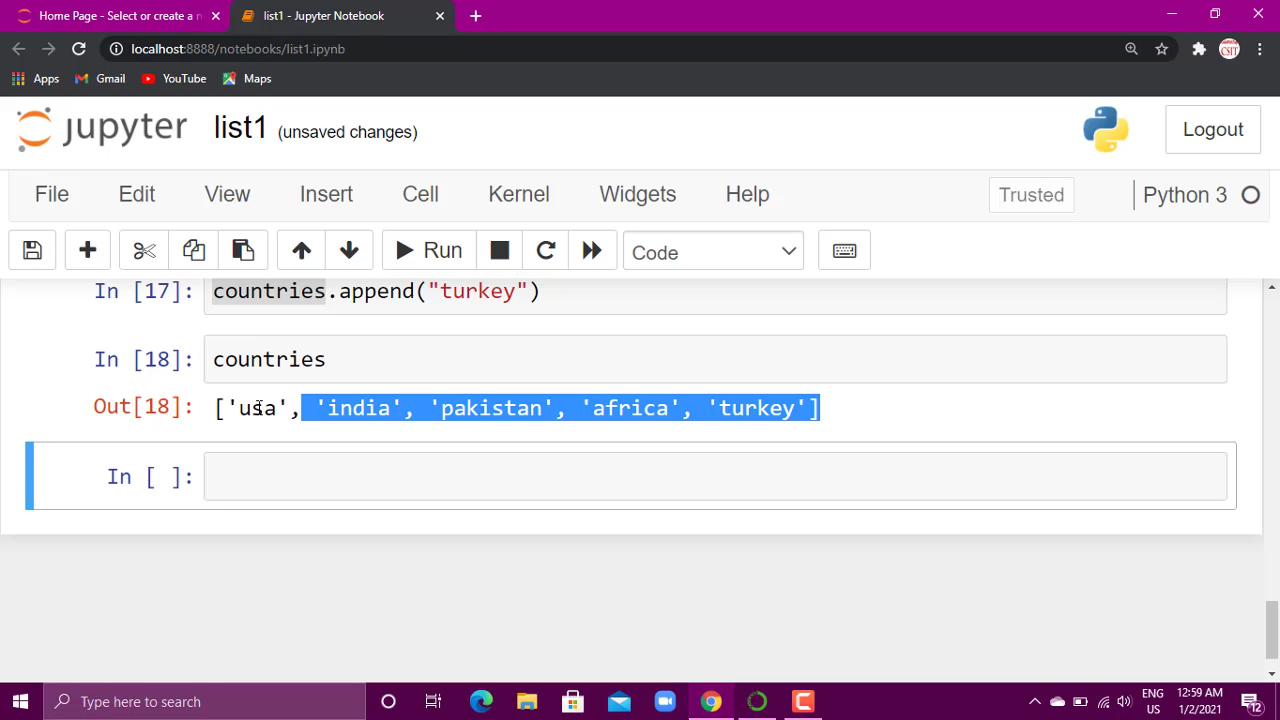 Home Page - Select or create a n
list1 - Jupyter Notebook
localhost:8888/notebooks/list1.ipynb
Apps
Gmail
YouTube
Maps
CSIT
jupyter list1 (unsaved changes)
Logout
File Edit View Insert Cell Kernel Widgets Help
Trusted
Python 3
Run
Code
In [17]: countries.append("turkey")
In [18]: countries
Out[18]: ['usa', 'india', 'pakistan', 'africa', 'turkey']
In [ ]:
Type here to search
ENG
US
12:59 AM
1/2/2021
12